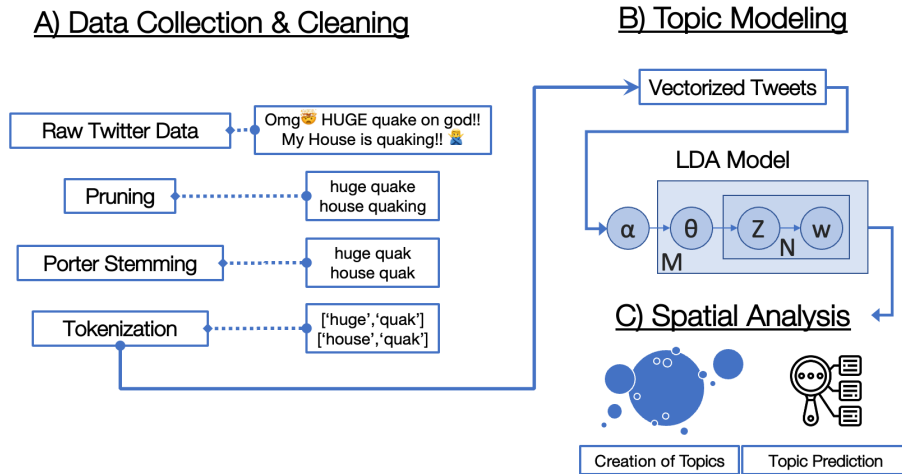 A) Data Collection & Cleaning
Raw Twitter Data
Omg🤯 HUGE quake on god!!
My House is quaking!! 🙅‍♂️
Pruning
huge quake
house quaking
Porter Stemming
huge quak
house quak
Tokenization
[‘huge’,‘quak’]
[‘house’,‘quak’]
B) Topic Modeling
Vectorized Tweets
LDA Model
α
θ
Z
w
M
N
C) Spatial Analysis
Creation of Topics
Topic Prediction